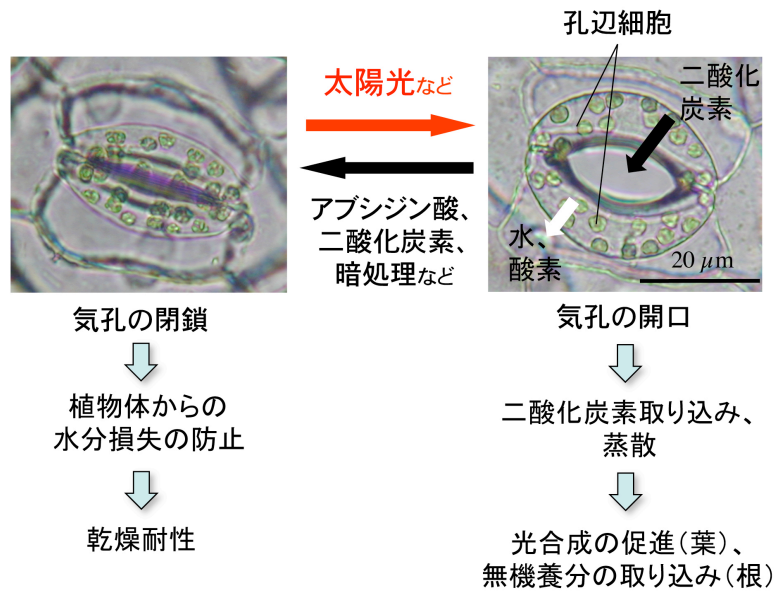 孔辺細胞
太陽光など
二酸化
炭素
アブシジン酸、
二酸化炭素、
暗処理など
水、
酸素
20 µm
気孔の閉鎖
気孔の開口
植物体からの
水分損失の防止
二酸化炭素取り込み、
蒸散
乾燥耐性
光合成の促進（葉）、
無機養分の取り込み（根）